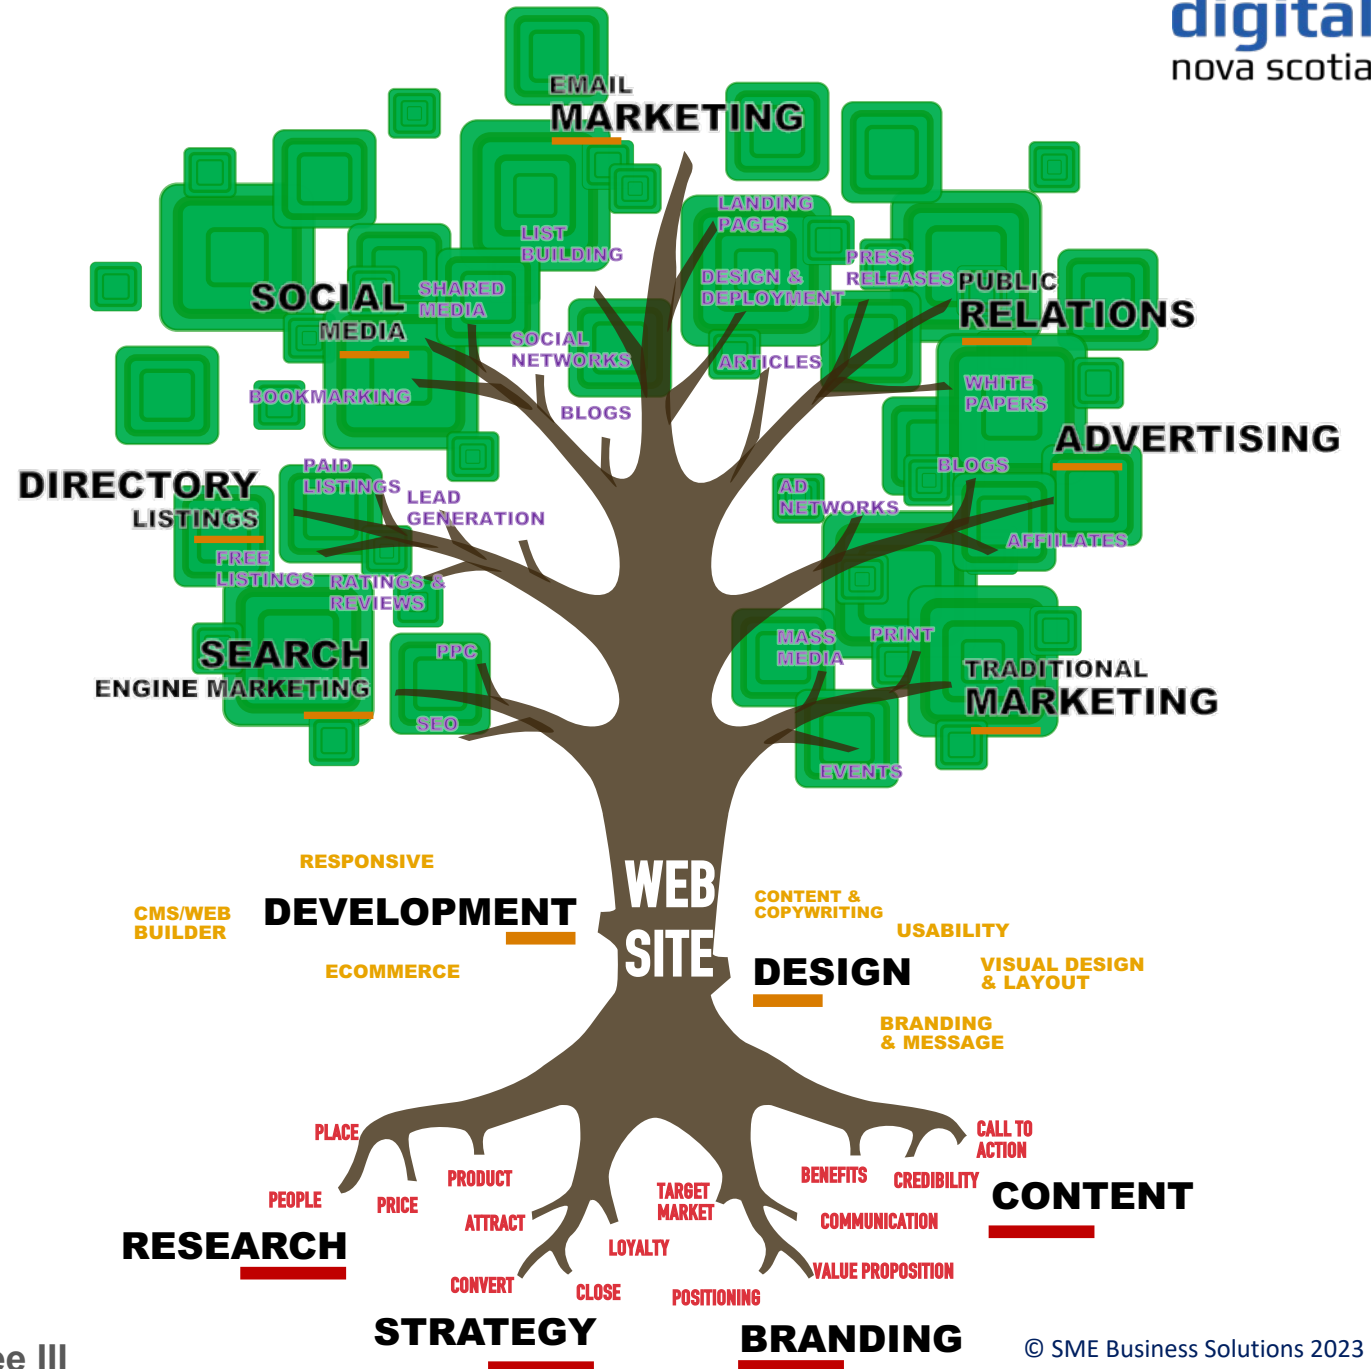 digital
nova scotia
EMAIL
MARKETING
LANDING
PAGES
LIST
BUILDING
PRESS
RELEASES
DESIGN &
DEPLOYMENT
PUBLIC
RELATIONS
SOCIAL
MEDIA
SHARED
MEDIA
SOCIAL
NETWORKS
ARTICLES
BOOKMARKING
BLOGS
WHITE
PAPERS
ADVERTISING
BLOGS
DIRECTORY
LISTINGS
PAID
LISTINGS
LEAD
GENERATION
AD
NETWORKS
AFFIILATES
FREE
LISTINGS
RATINGS &
REVIEWS
SEARCH
ENGINE MARKETING
PPC
SEO
MASS
MEDIA
PRINT
TRADITIONAL
MARKETING
EVENTS
RESPONSIVE
CMS/WEB
BUILDER
DEVELOPMENT
ECOMMERCE
WEB
SITE
CONTENT &
COPYWRITING
USABILITY
DESIGN
VISUAL DESIGN
& LAYOUT
BRANDING
& MESSAGE
PLACE
PEOPLE
PRICE
PRODUCT
RESEARCH
ATTRACT
CONVERT
CLOSE
LOYALTY
STRATEGY
TARGET
MARKET
POSITIONING
VALUE PROPOSITION
COMMUNICATION
BRANDING
BENEFITS
CREDIBILITY
CALL TO
ACTION
CONTENT
ee III
© SME Business Solutions 2023